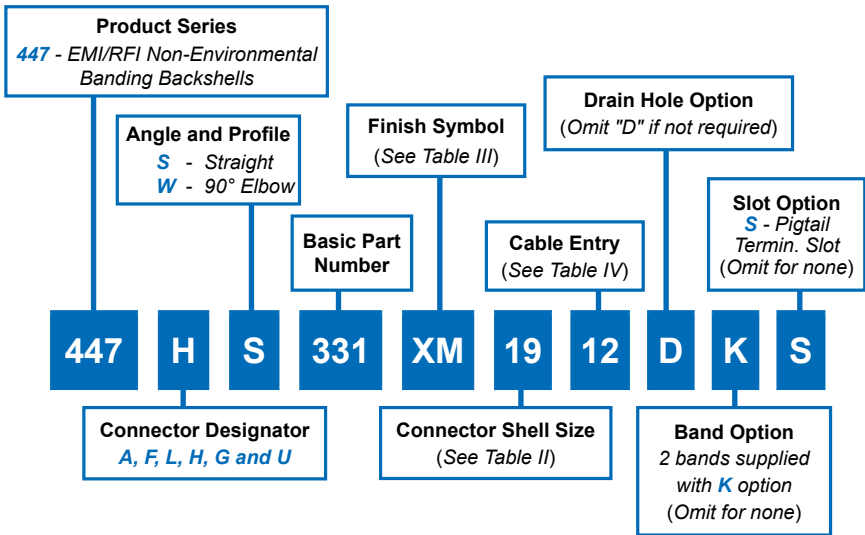 Product Series
447 - EMI/RFI Non-Environmental
Banding Backshells
Angle and Profile
S - Straight
W - 90° Elbow
Finish Symbol
(See Table III)
Drain Hole Option
(Omit "D" if not required)
Basic Part
Number
Cable Entry
(See Table IV)
Slot Option
S - Pigtail
Termin. Slot
(Omit for none)
447 H S 331 XM 19 12 D K S
Connector Designator
A, F, L, H, G and U
Connector Shell Size
(See Table II)
Band Option
2 bands supplied
with K option
(Omit for none)